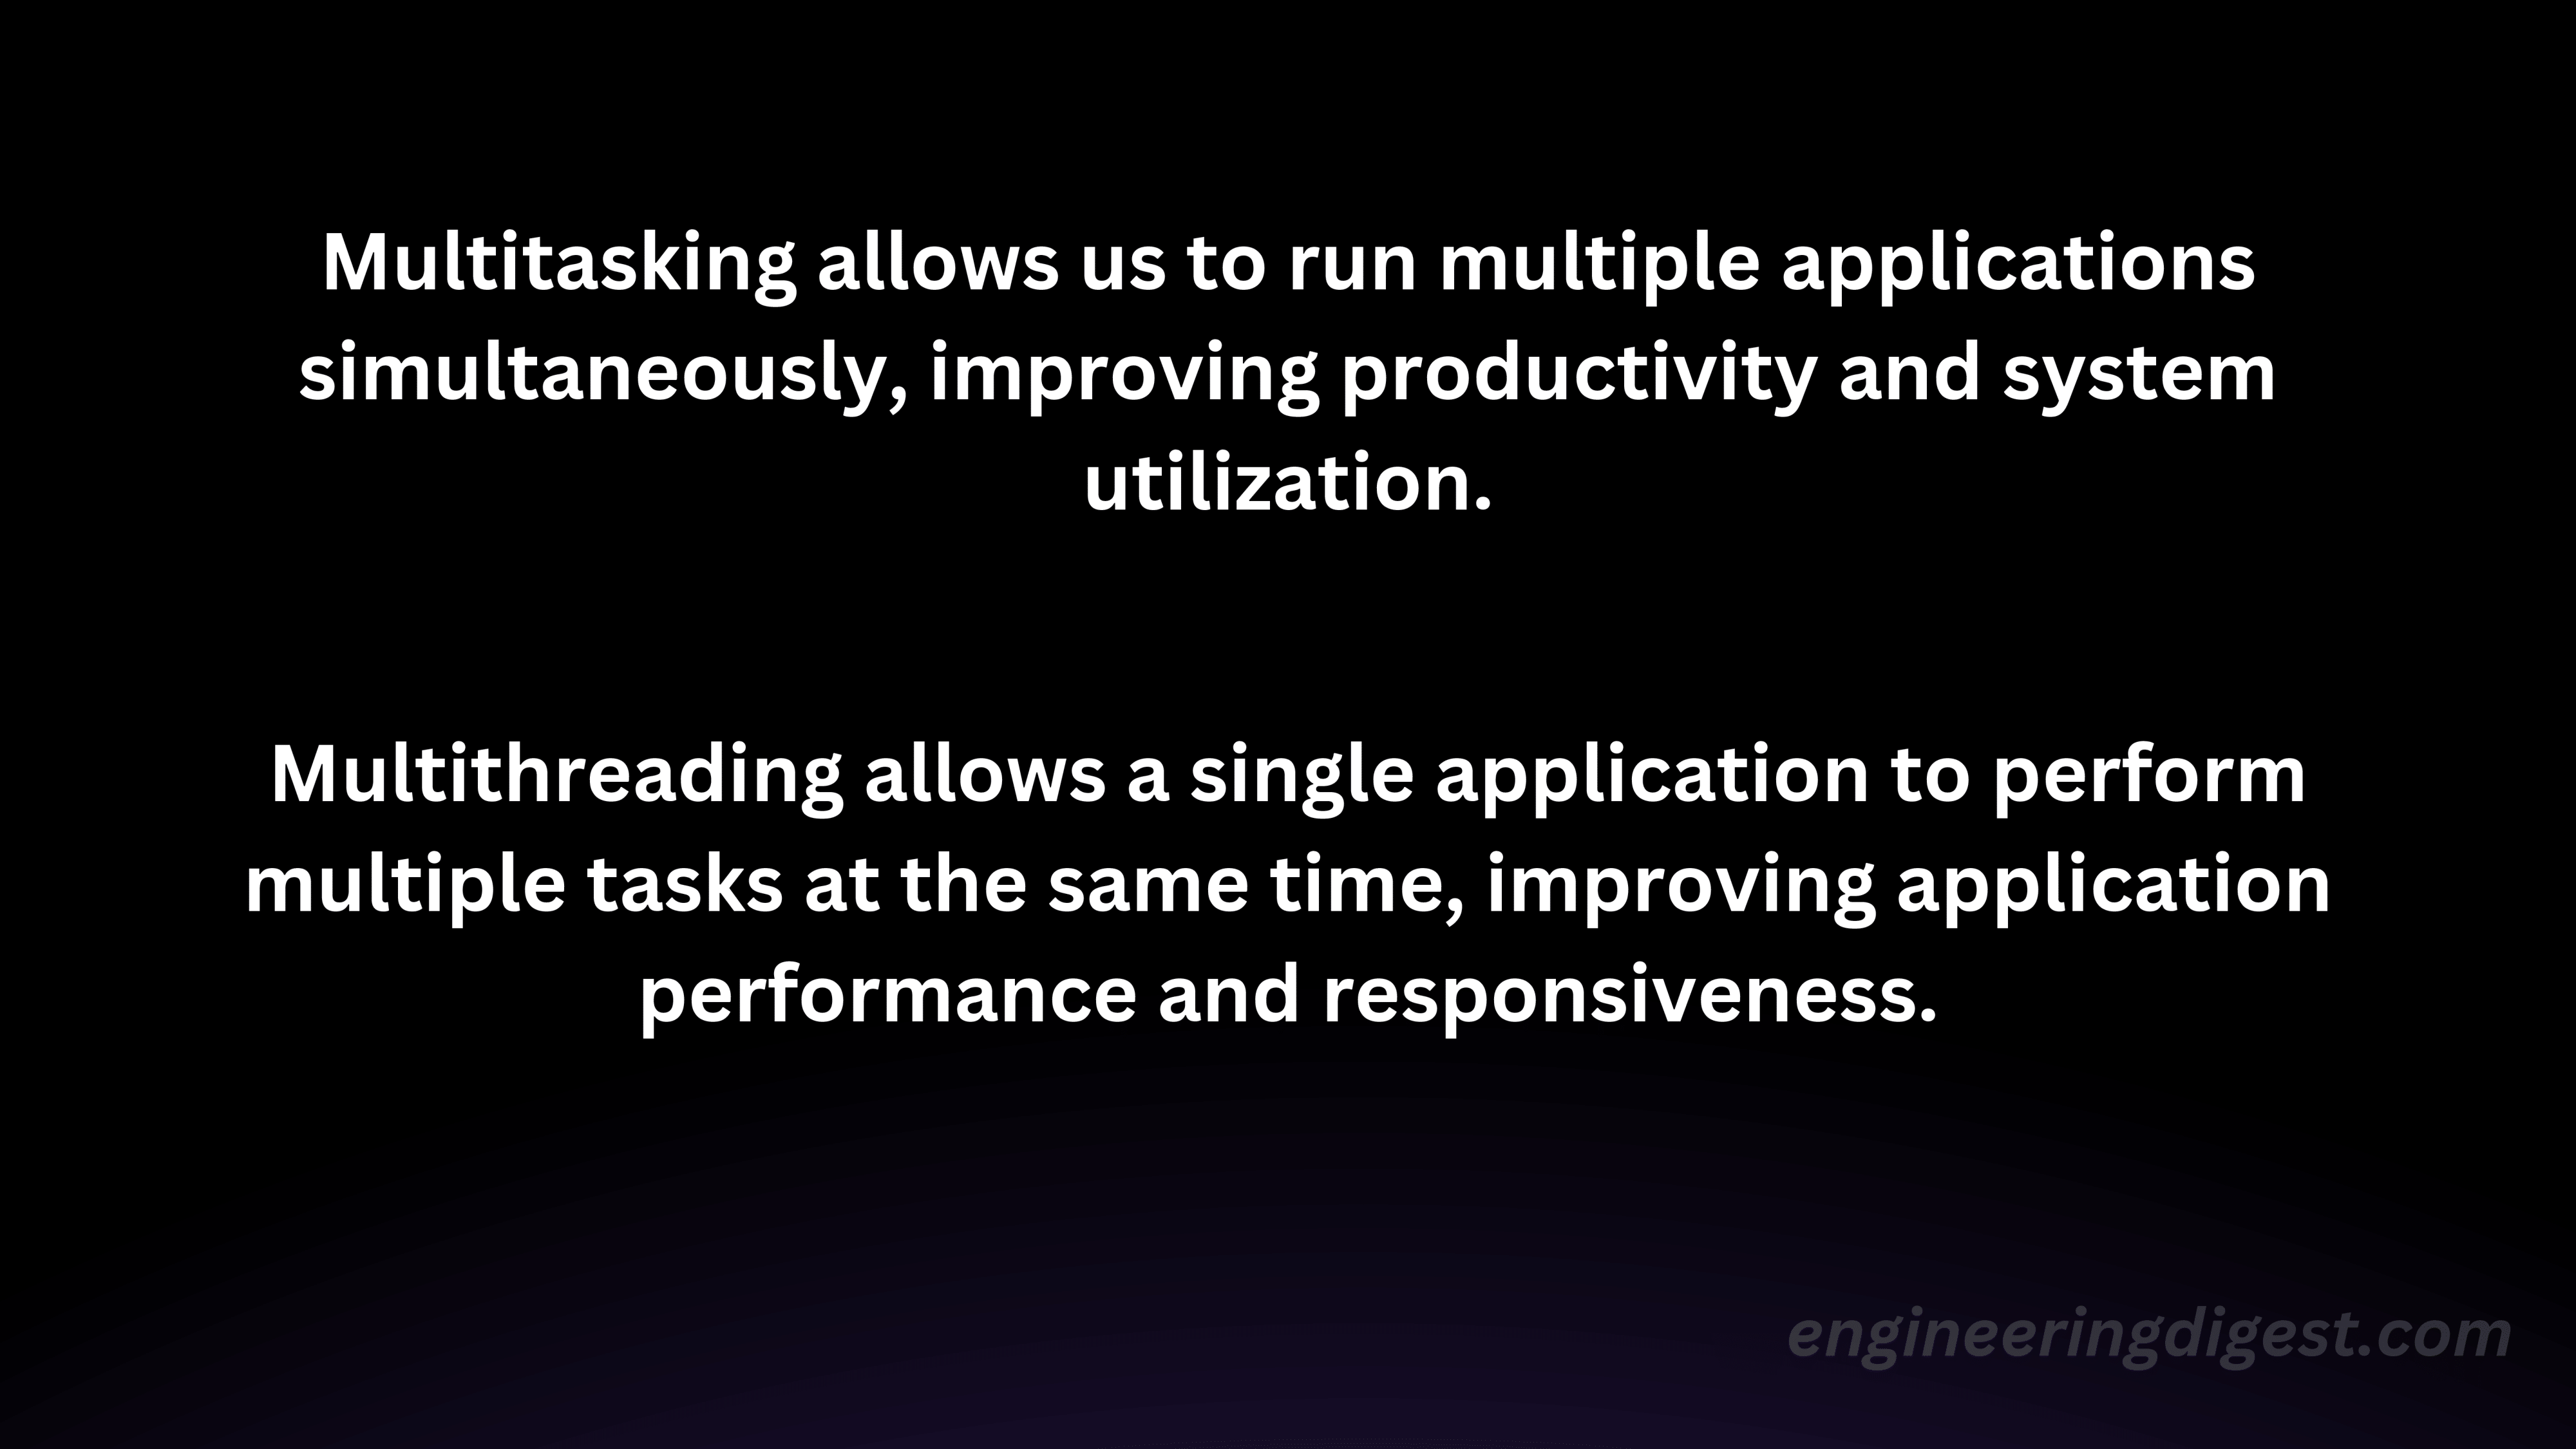 Multitasking allows us to run multiple applications
simultaneously, improving productivity and system
utilization.
Multithreading allows a single application to perform
multiple tasks at the same time, improving application
performance and responsiveness.
engineeringdigest.com